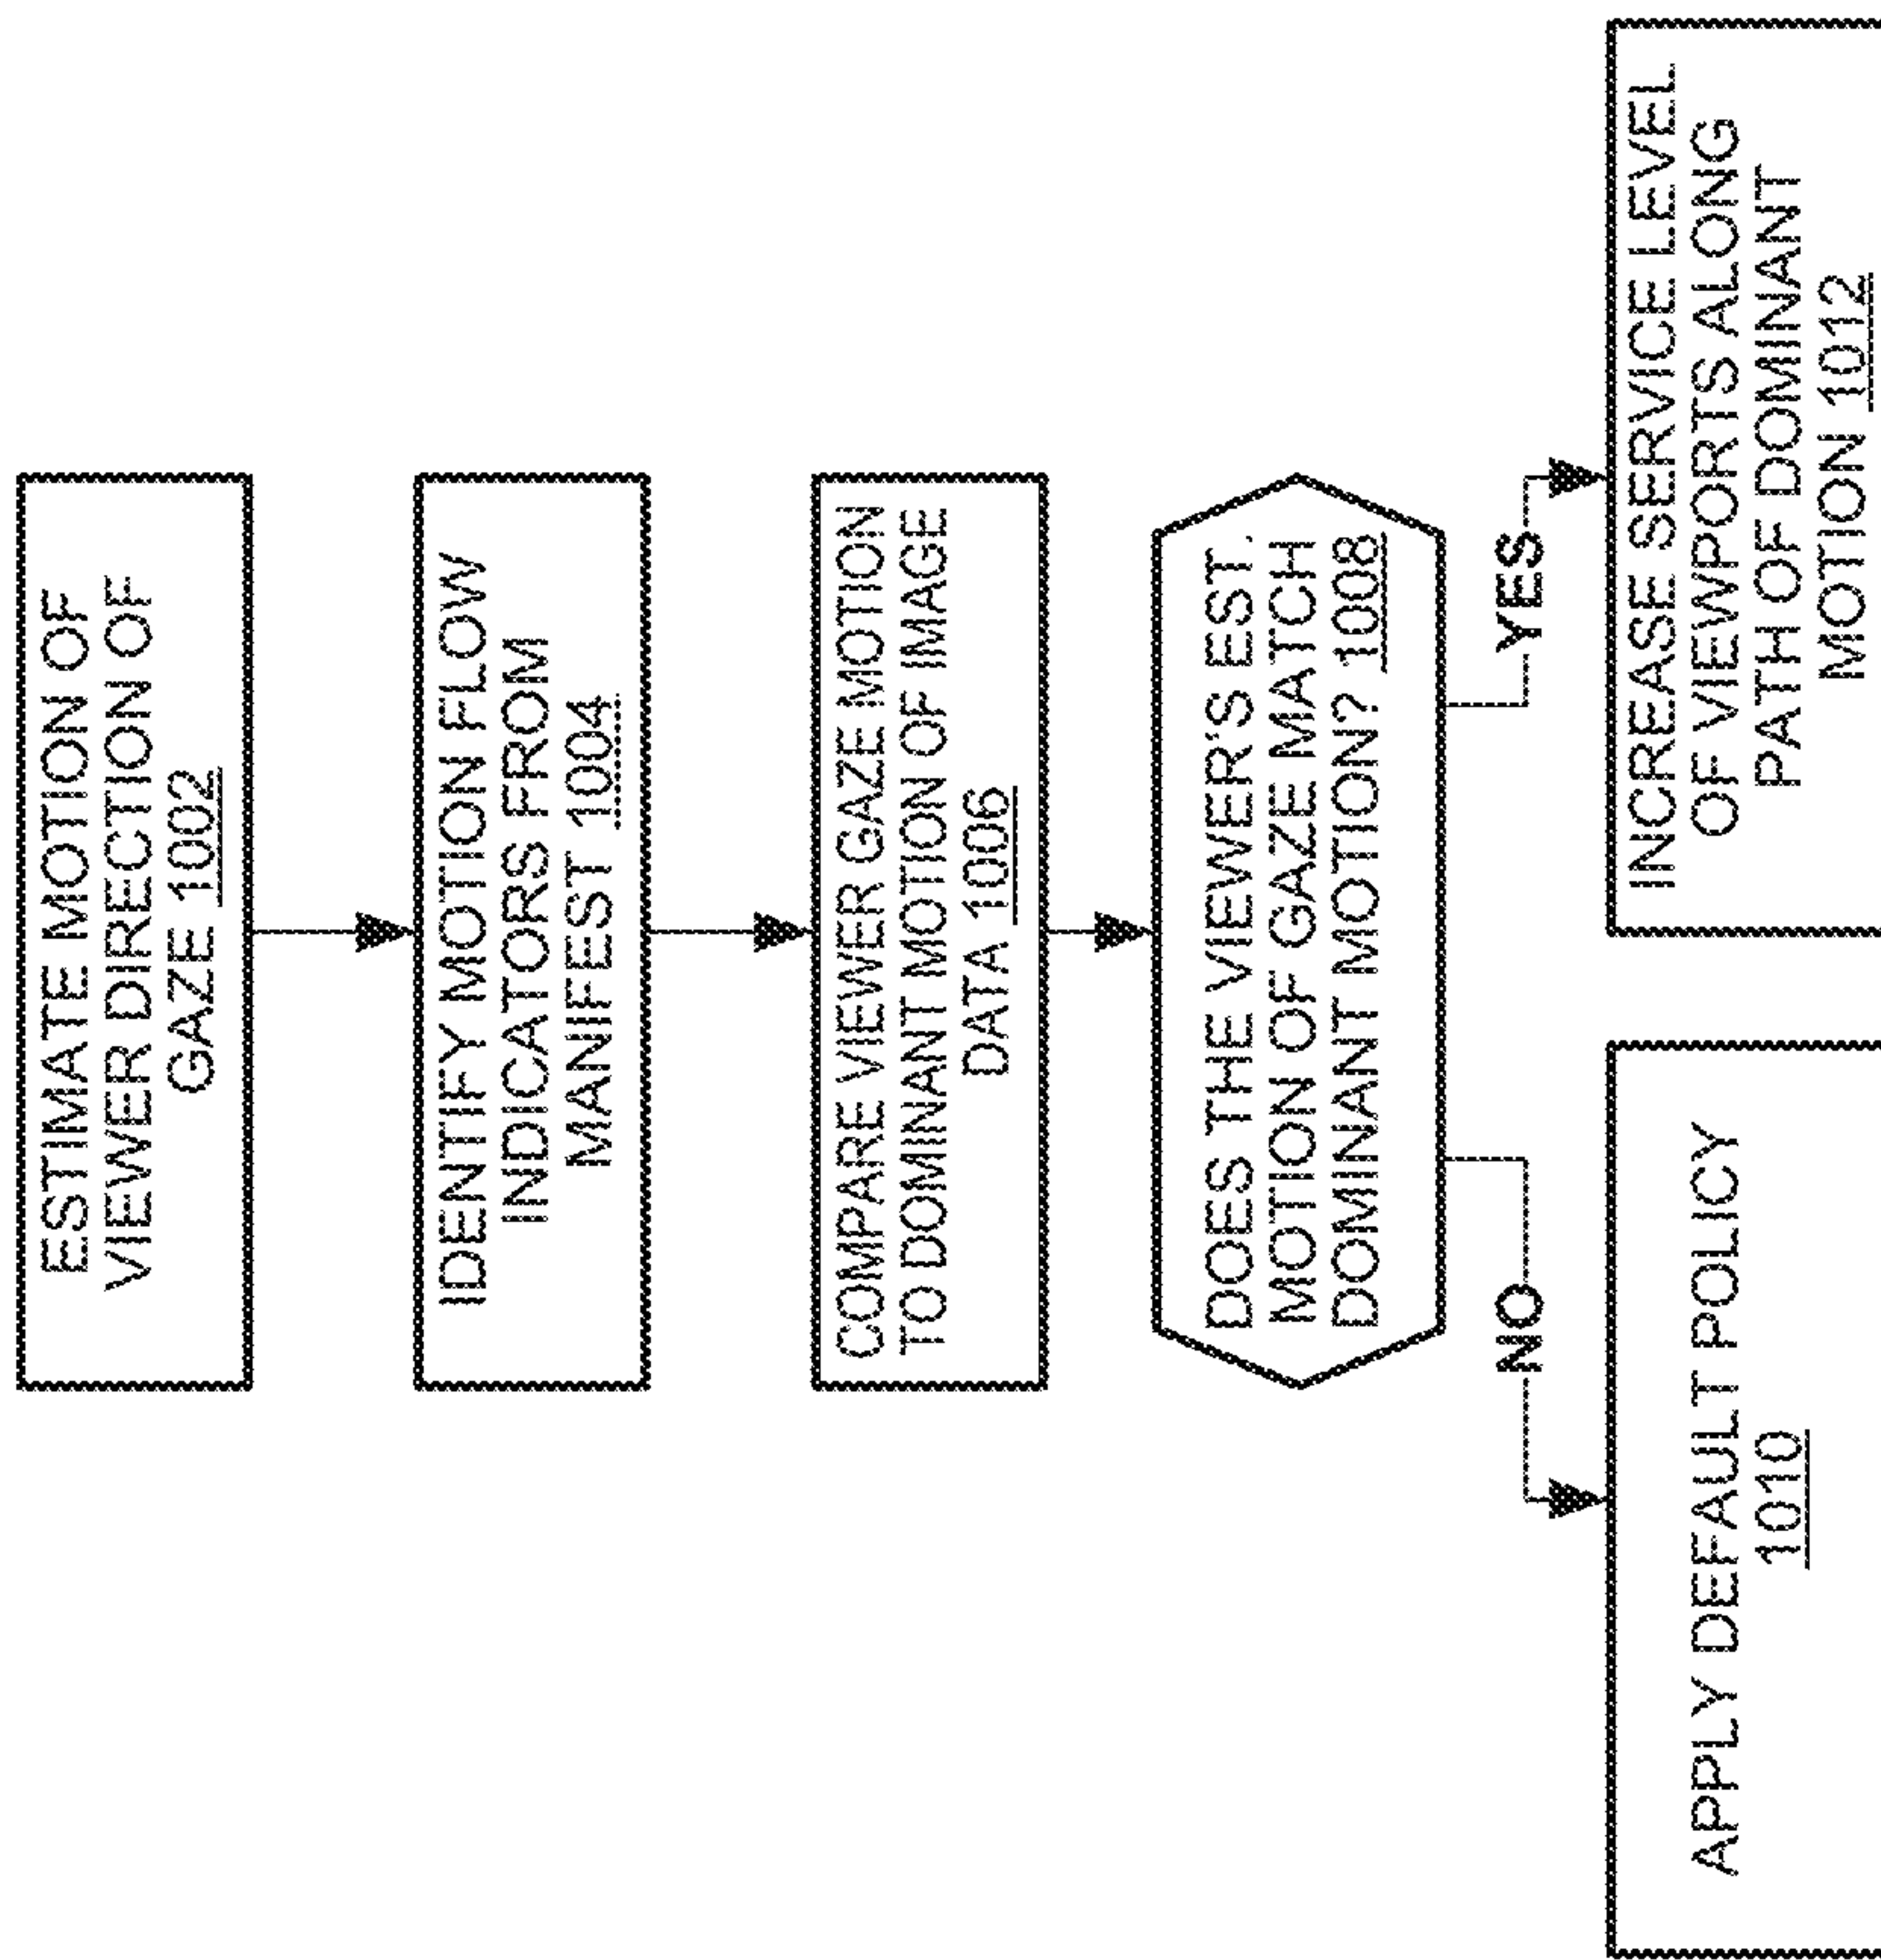 ESTIMATE MOTION OF
VIEWER DIRECTION OF
GAZE 1002
IDENTIFY MOTION FLOW
INDICATORS FROM
MANIFEST 1004
COMPARE VIEWER GAZE MOTION
TO DOMINANT MOTION OF IMAGE
DATA 1006
DOES THE VIEWER'S EST.
MOTION OF GAZE MATCH
DOMINANT MOTION? 1008
NO
YES
APPLY DEFAULT POLICY
1010
INCREASE SERVICE LEVEL
OF VIEWPORTS ALONG
PATH OF DOMINANT
MOTION 1012